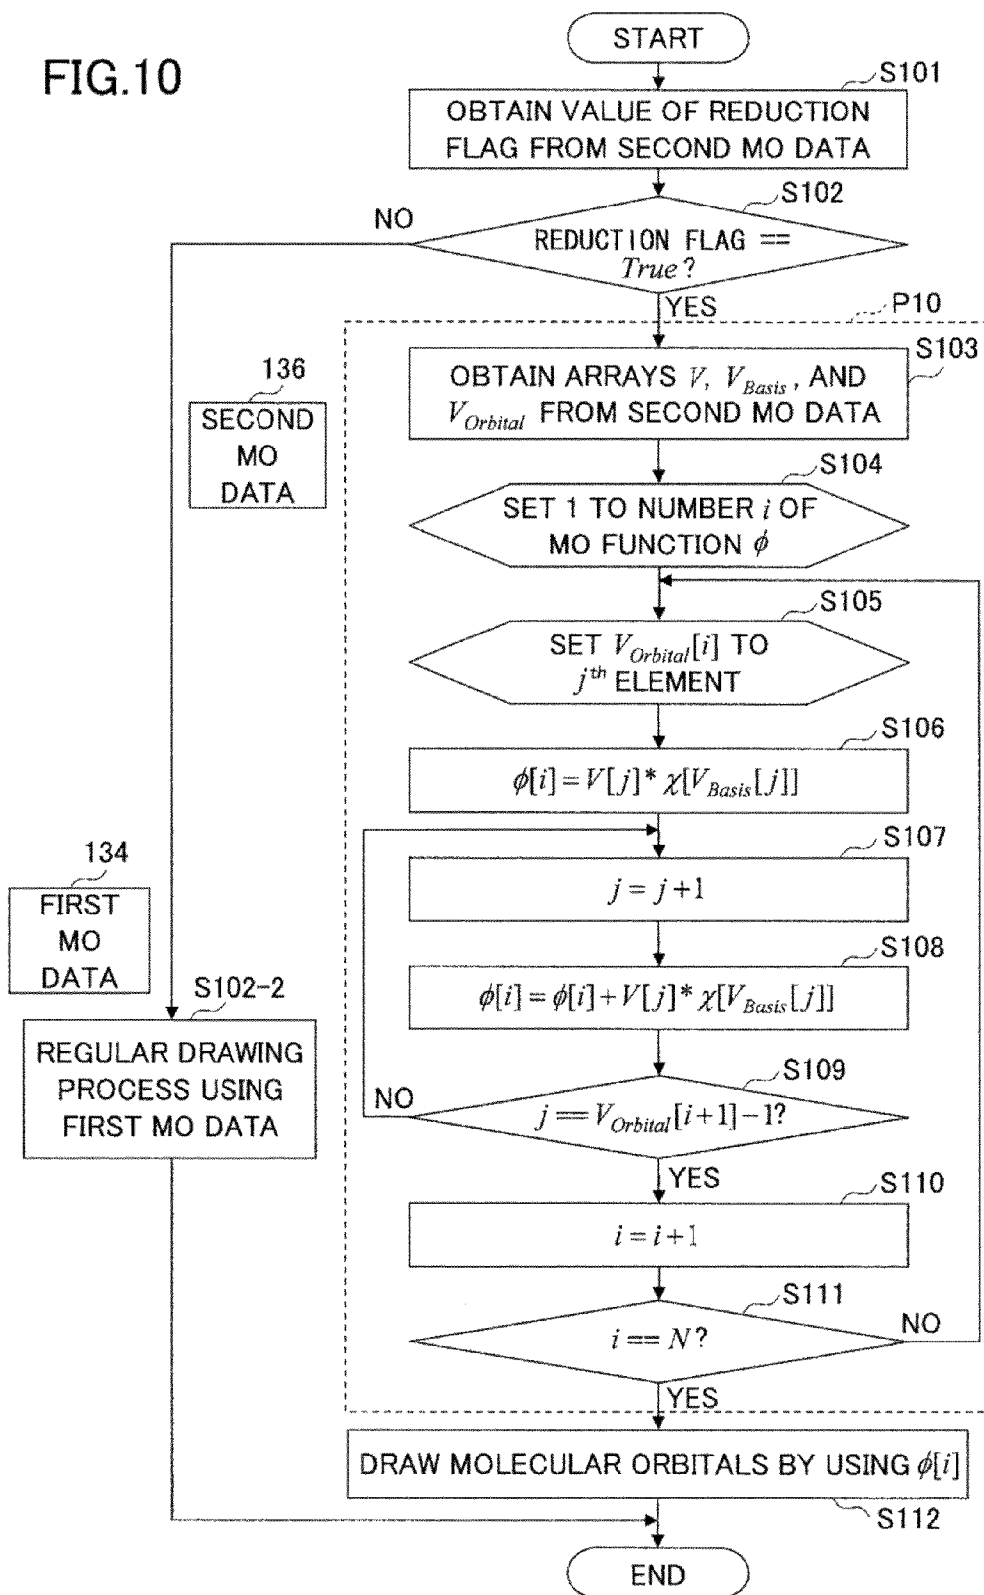 FIG.10
START
S101
OBTAIN VALUE OF REDUCTION
FLAG FROM SECOND MO DATA
S102
NO
REDUCTION FLAG ==
True?
YES
P10
S103
OBTAIN ARRAYS V, V_Basis, AND
V_Orbital FROM SECOND MO DATA
136
SECOND
MO
DATA
S104
SET 1 TO NUMBER i OF
MO FUNCTION ϕ
S105
SET V_Orbital[i] TO
j^th ELEMENT
S106
ϕ[i] = V[j]* χ[V_Basis[j]]
S107
j = j+1
134
FIRST
MO
DATA
S108
ϕ[i] = ϕ[i] + V[j]* χ[V_Basis[j]]
S102-2
REGULAR DRAWING
PROCESS USING
FIRST MO DATA
S109
NO
j == V_Orbital[i+1]-1?
YES
S110
i = i+1
S111
i == N?
NO
YES
DRAW MOLECULAR ORBITALS BY USING ϕ[i]
S112
END